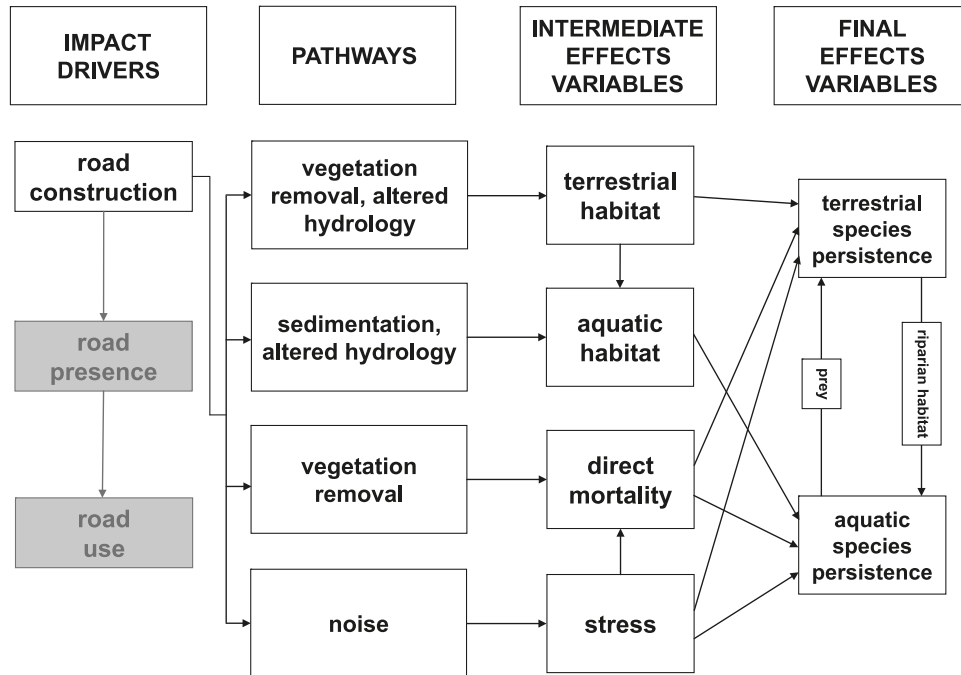 IMPACT
DRIVERS
PATHWAYS
INTERMEDIATE
EFFECTS
VARIABLES
FINAL
EFFECTS
VARIABLES
road
construction
road
presence
road
use
vegetation
removal, altered
hydrology
sedimentation,
altered hydrology
vegetation
removal
noise
terrestrial
habitat
aquatic
habitat
direct
mortality
stress
terrestrial
species
persistence
prey
riparian habitat
aquatic
species
persistence